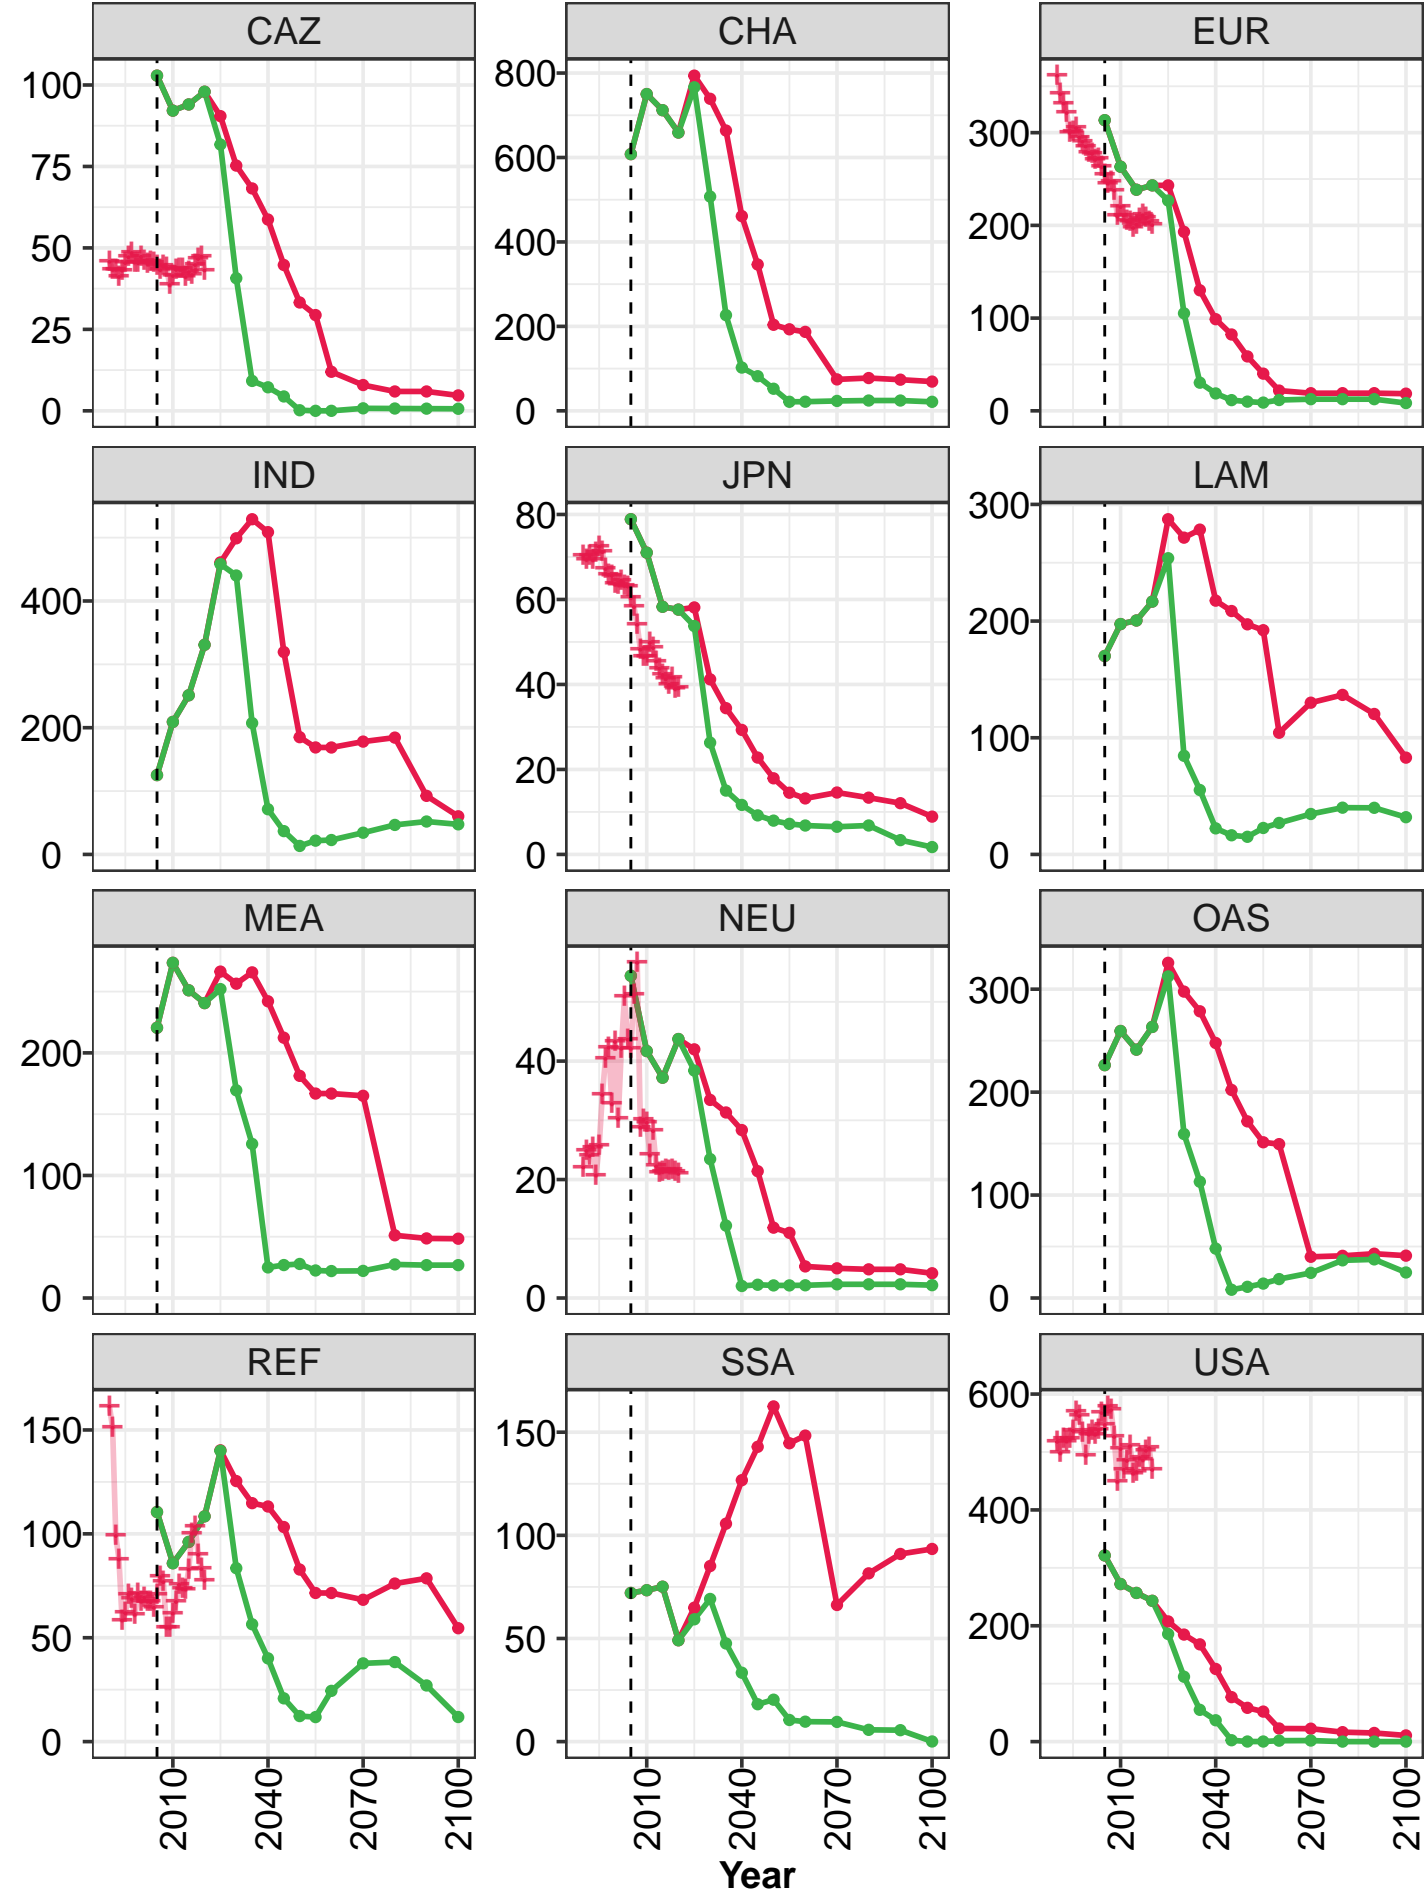 CAZ CHA EUR
100 800
75 600 300
50 400 200
25 200 100
0 0 0
IND JPN LAM
80 300
400 60 200
200 40 100
20
0 0 0
MEA NEU OAS
200 40 300
100 20 200
100
0 0 0
REF SSA USA
150 150 600
100 100 400
50 50 200
0 0 0
2010 2040 2070 2100 2010 2040 2070 2100 2010 2040 2070 2100
Year